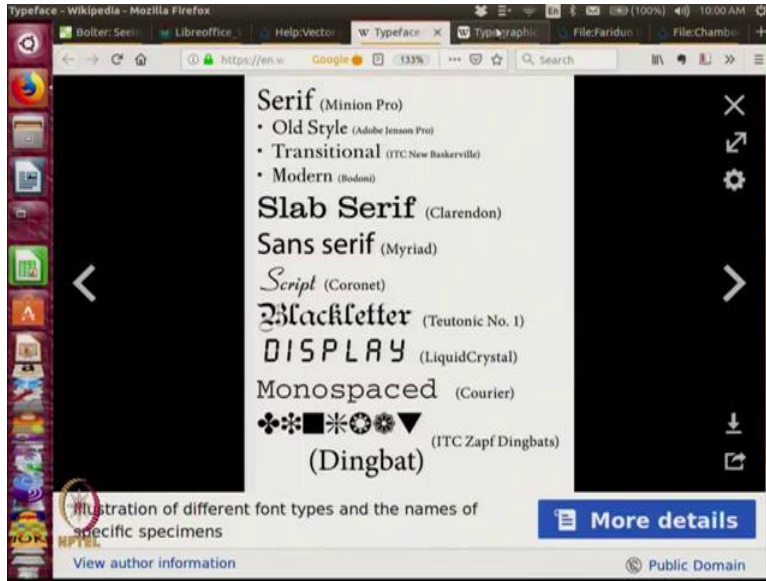 Typeface - Wikipedia - Mozilla Firefox
En (100%) 10:00 AM
Bolter: Seein Libreoffice Help:Vector W Typeface × W Typographic File:Faridun File:Chambe +
https://en.w Google 133% ... Search
Serif (Minion Pro)
• Old Style (Adobe Jenson Pro)
• Transitional (ITC New Baskerville)
• Modern (Bodoni)
Slab Serif (Clarendon)
Sans serif (Myriad)
Script (Coronet)
Blackletter (Teutonic No. 1)
DISPLAY (LiquidCrystal)
Monospaced (Courier)
(ITC Zapf Dingbats)
(Dingbat)
Illustration of different font types and the names of
specific specimens
NPTEL
More details
View author information
Public Domain